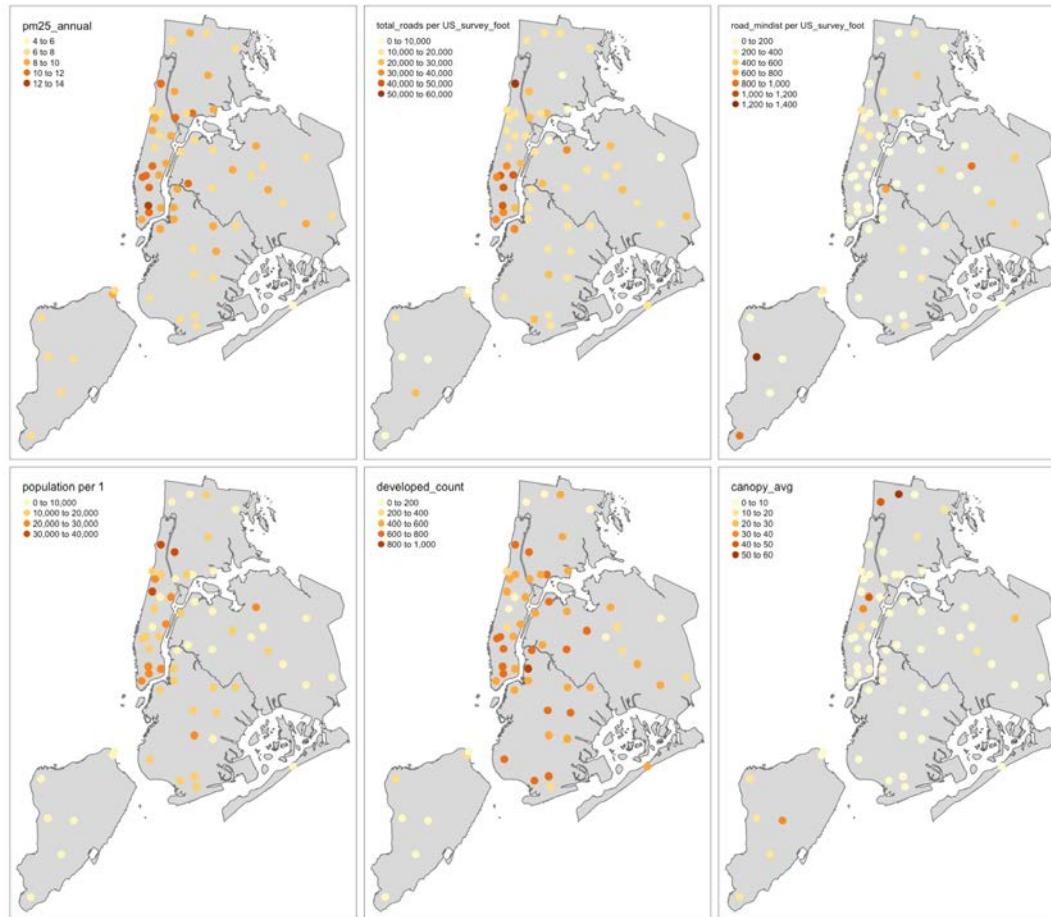 pm25_annual
4 to 6
6 to 8
8 to 10
10 to 12
12 to 14
total_roads per US_survey_foot
0 to 10,000
10,000 to 20,000
20,000 to 30,000
30,000 to 40,000
40,000 to 50,000
50,000 to 60,000
road_mindist per US_survey_foot
0 to 200
200 to 400
400 to 600
600 to 800
800 to 1,000
1,000 to 1,200
1,200 to 1,400
population per 1
0 to 10,000
10,000 to 20,000
20,000 to 30,000
30,000 to 40,000
developed_count
0 to 200
200 to 400
400 to 600
600 to 800
800 to 1,000
canopy_avg
0 to 10
10 to 20
20 to 30
30 to 40
40 to 50
50 to 60